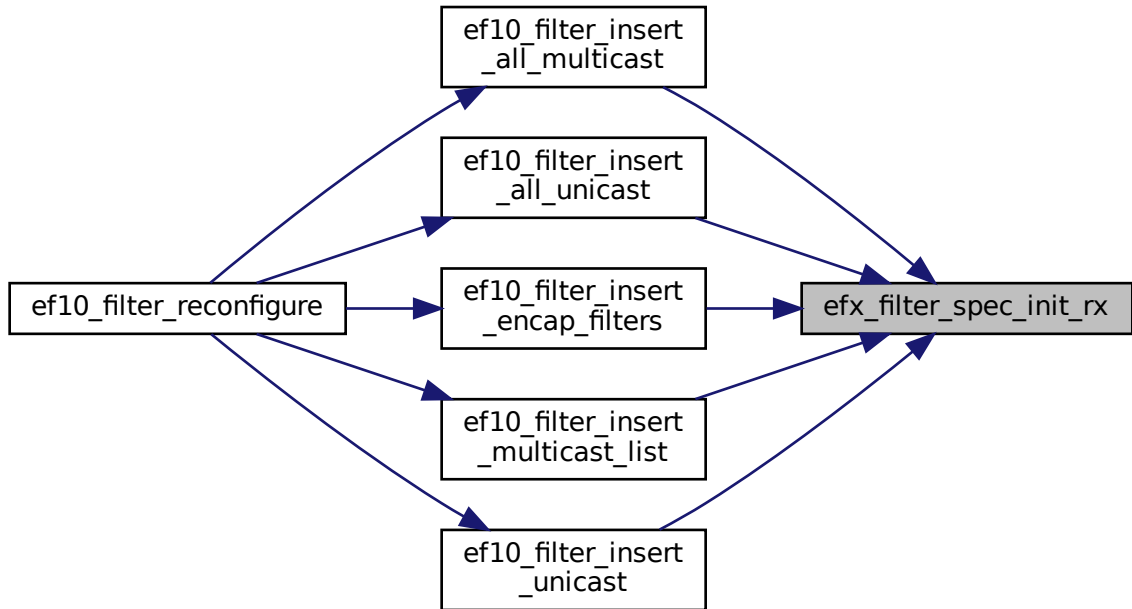 ef10_filter_insert
_all_multicast
ef10_filter_insert
_all_unicast
ef10_filter_reconfigure
ef10_filter_insert
_encap_filters
efx_filter_spec_init_rx
ef10_filter_insert
_multicast_list
ef10_filter_insert
_unicast